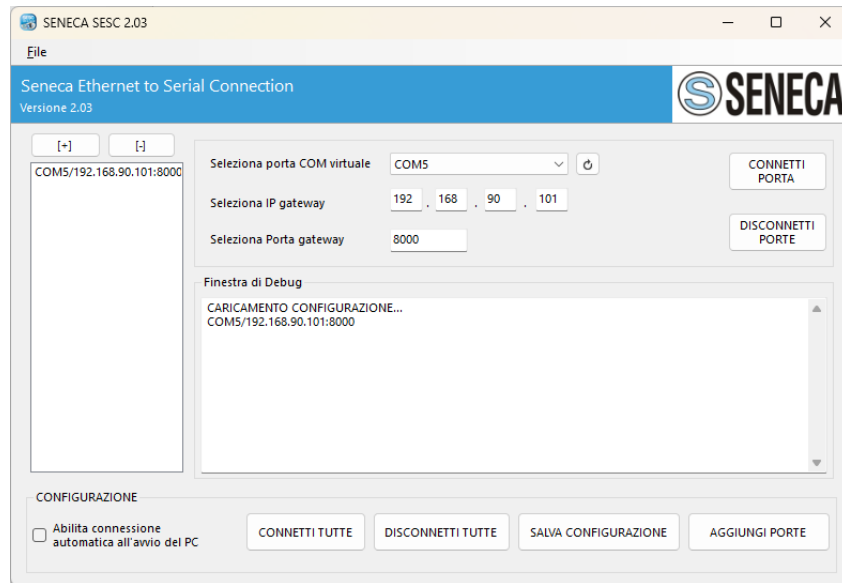 SENECA SESC 2.03
File
Seneca Ethernet to Serial Connection
Versione 2.03
S SENECA
[+]
[-]
COM5/192.168.90.101:8000
Seleziona porta COM virtuale
COM5
CONNETTI
PORTA
Seleziona IP gateway
192 . 168 . 90 . 101
Seleziona Porta gateway
8000
DISCONNETTI
PORTE
Finestra di Debug
CARICAMENTO CONFIGURAZIONE...
COM5/192.168.90.101:8000
CONFIGURAZIONE
Abilita connessione
automatica all'avvio del PC
CONNETTI TUTTE
DISCONNETTI TUTTE
SALVA CONFIGURAZIONE
AGGIUNGI PORTE